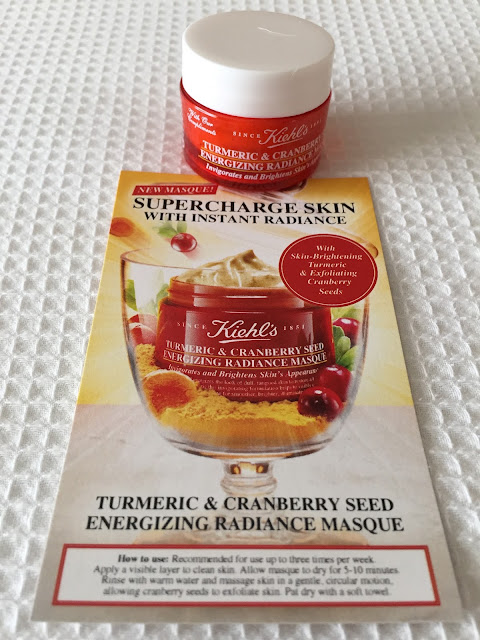 With Our
Compliments
SINCE Kiehl's 1851
TURMERIC & CRANBERRY
ENERGIZING RADIANCE MA
Invigorates and Brightens Skin's
NEW MASQUE!
SUPERCHARGE SKIN
WITH INSTANT RADIANCE
With
Skin-Brightening
Turmeric
& Exfoliating
Cranberry
Seeds
SINCE Kiehl's 1851
TURMERIC & CRANBERRY SEED
ENERGIZING RADIANCE MASQUE
Invigorates and Brightens Skin's Appearance
TURMERIC & CRANBERRY SEED
ENERGIZING RADIANCE MASQUE
How to use: Recommended for use up to three times per week.
Apply a visible layer to clean skin. Allow masque to dry for 5-10 minutes.
Rinse with warm water and massage skin in a gentle, circular motion,
allowing cranberry seeds to exfoliate skin. Pat dry with a soft towel.